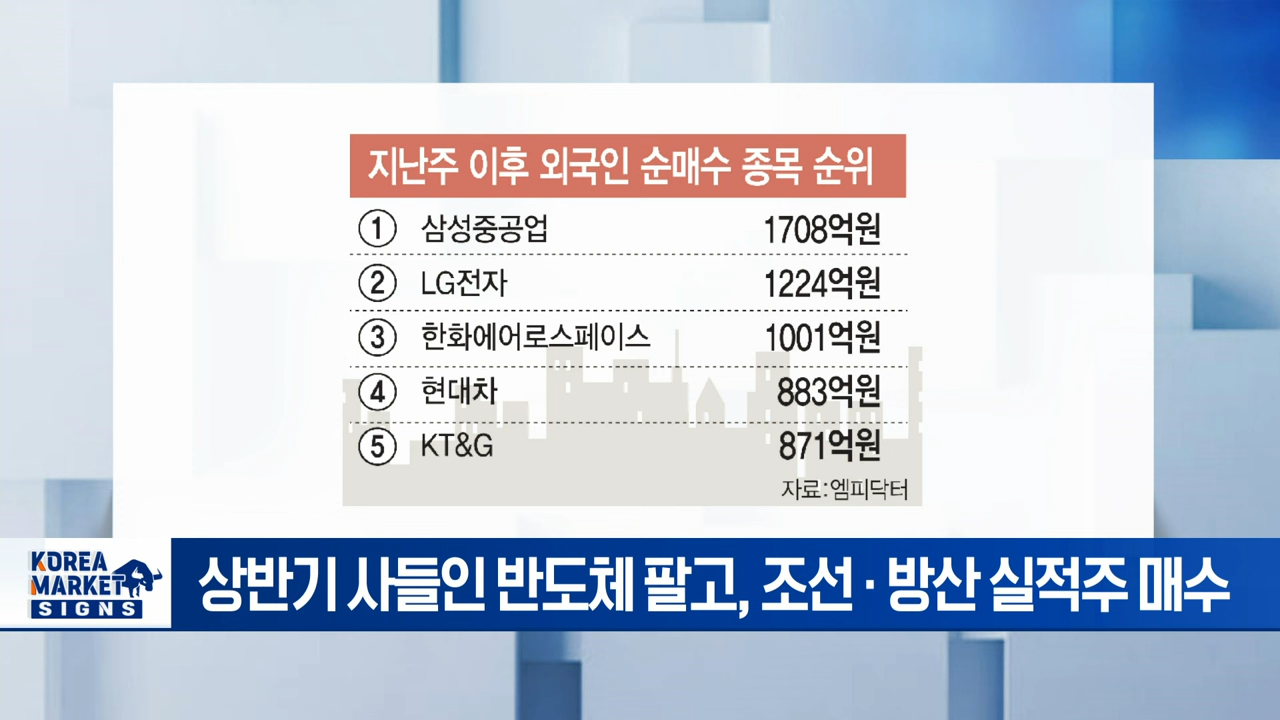 지난주 이후 외국인 순매수 종목 순위
① 삼성중공업 1708억원
② LG전자 1224억원
③ 한화에어로스페이스 1001억원
④ 현대차 883억원
⑤ KT&G 871억원
자료:엠피닥터
KOREA
MARKET
SIGNS
상반기 사들인 반도체 팔고, 조선·방산 실적주 매수